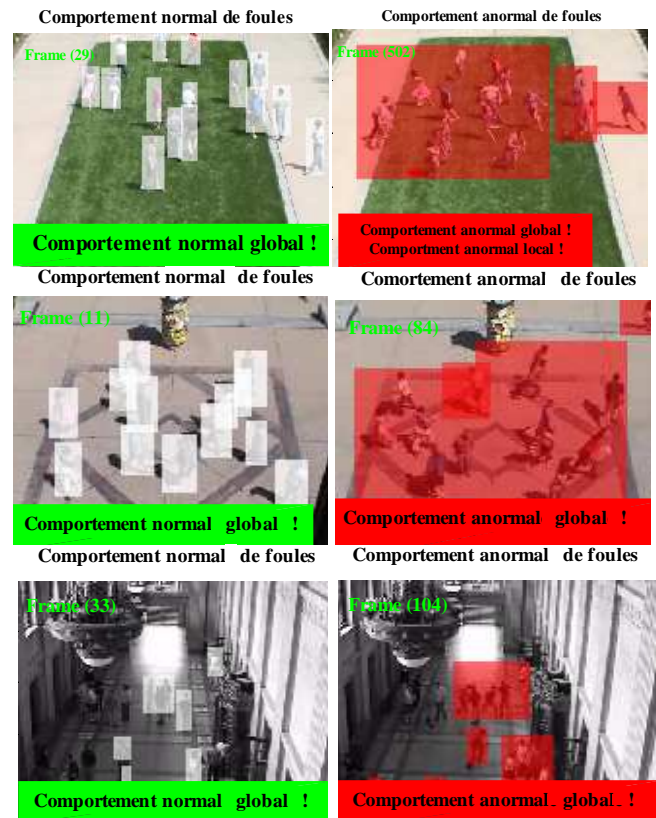 Comportement normal de foules
Comportement anormal de foules
Frame (29)
Frame (502)
Comportement normal global !
Comportement anormal global !
Comportment anormal local !
Comportement normal de foules
Comortement anormal de foules
Frame (11)
Frame (84)
Comportement normal global !
Comportement anormal global !
Comportement normal de foules
Comportement anormal de foules
Frame (33)
Frame (104)
Comportement normal global !
Comportement anormal global !